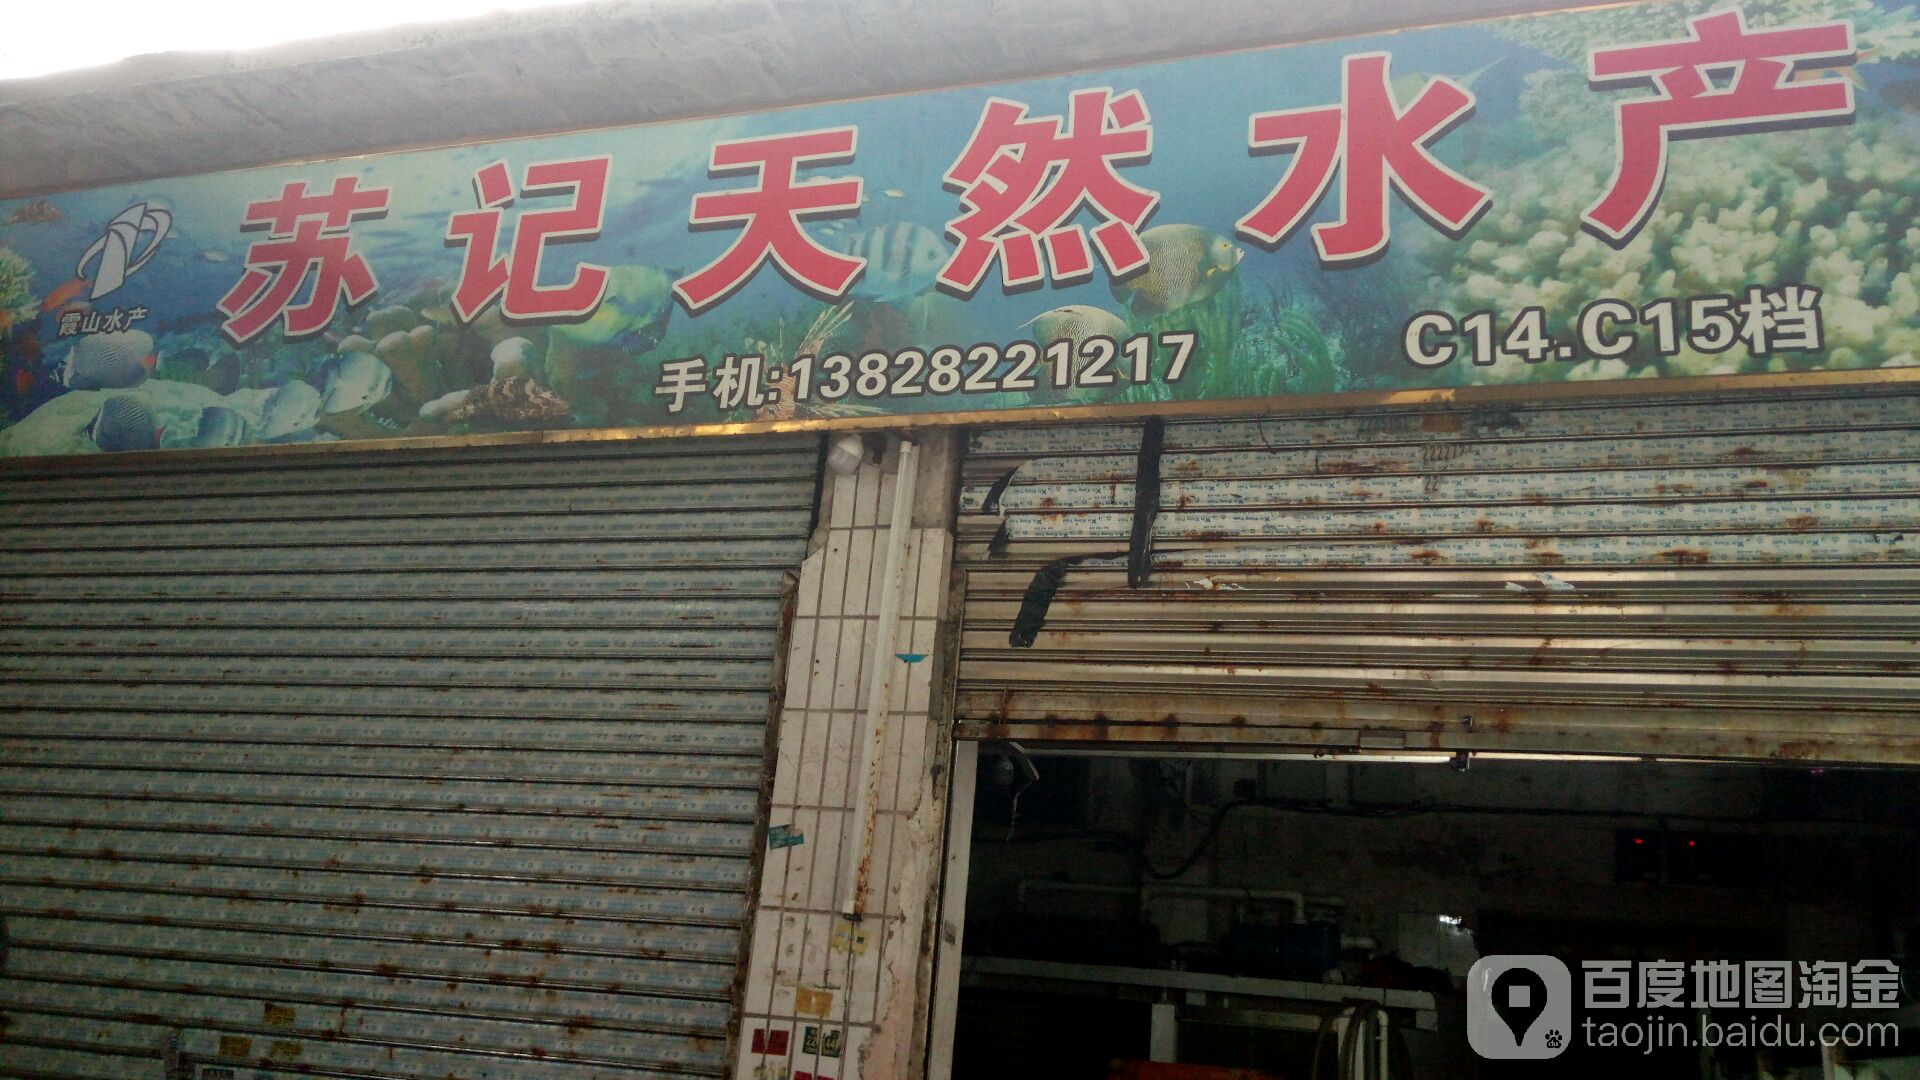 苏记天然水产
霞山水产
手机:13828221217
C14.C15档
百度地图淘金
taojin.baidu.com